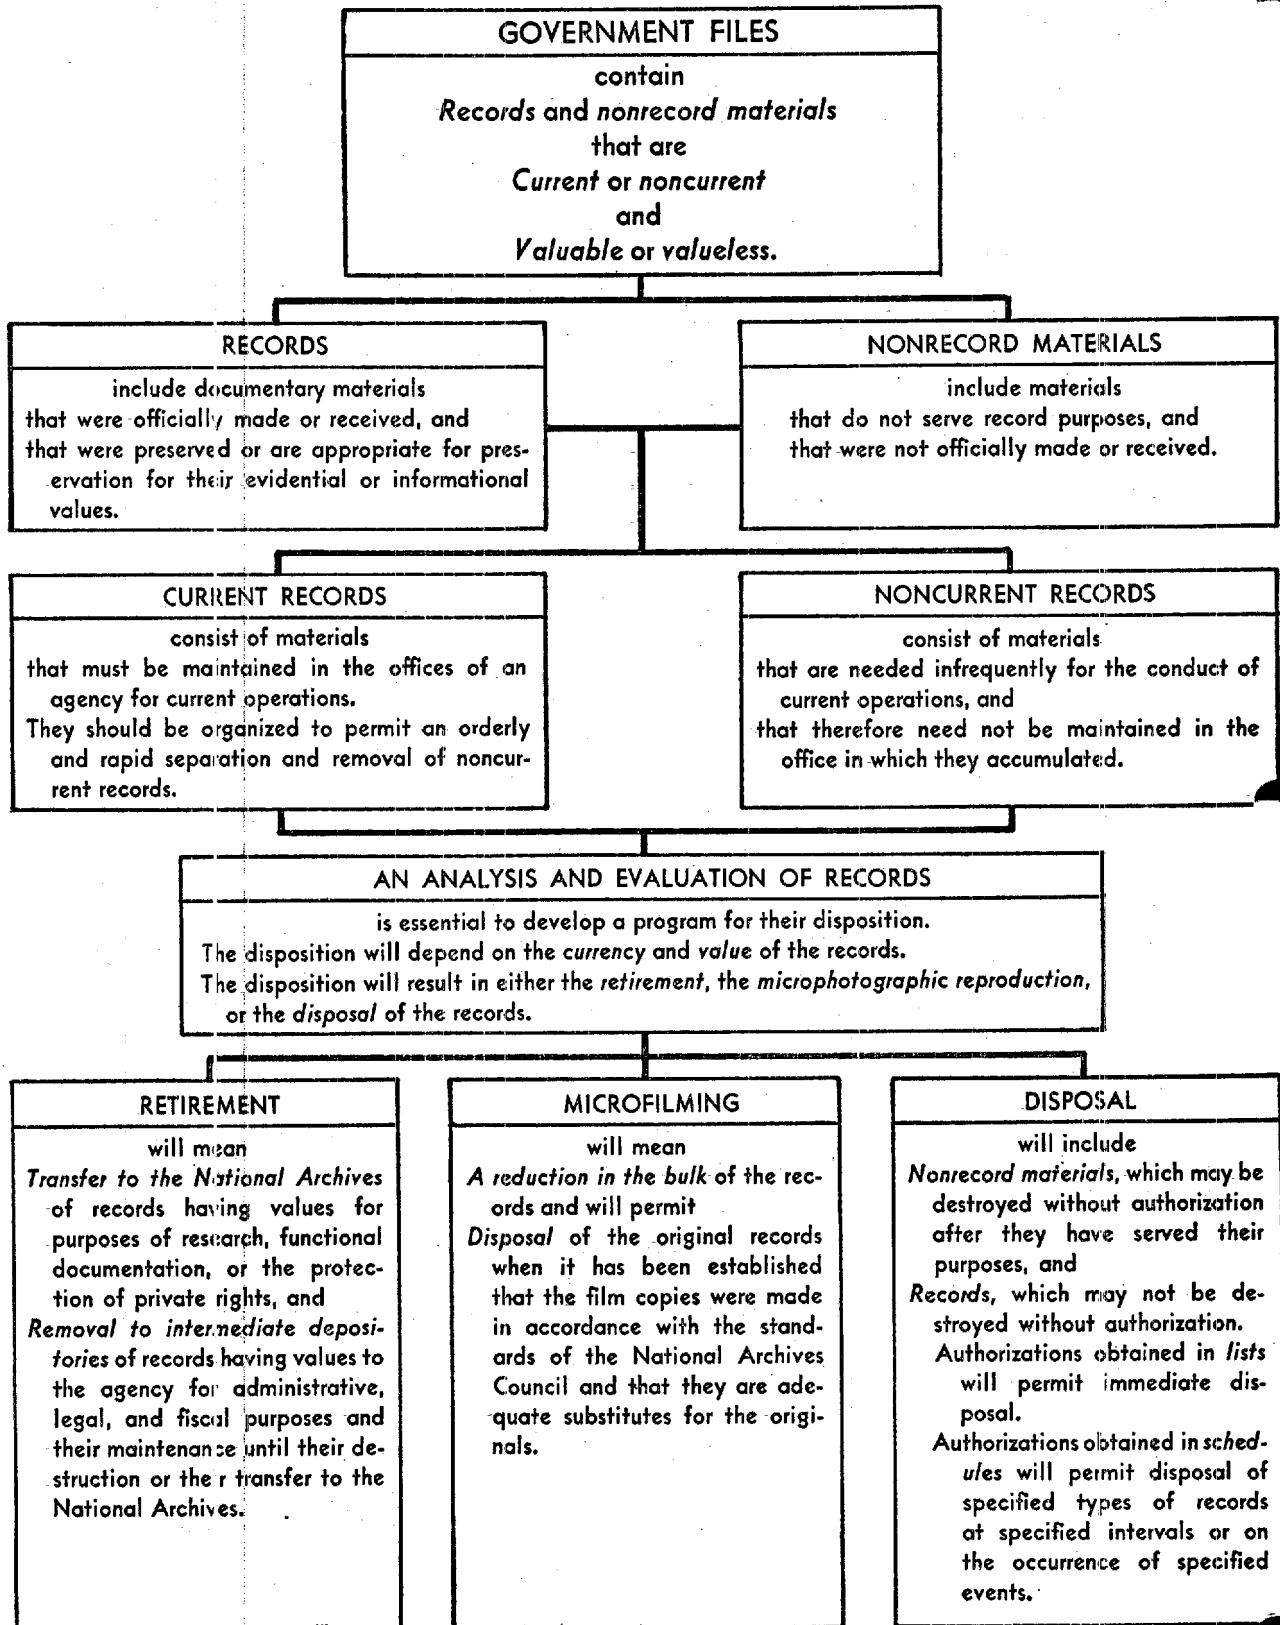 GOVERNMENT FILES
contain
Records and nonrecord materials
that are
Current or noncurrent
and
Valuable or valueless.
RECORDS
include documentary materials
that were officially made or received, and
that were preserved or are appropriate for pres-
ervation for their evidential or informational
values.
NONRECORD MATERIALS
include materials
that do not serve record purposes, and
that were not officially made or received.
CURRENT RECORDS
consist of materials
that must be maintained in the offices of an
agency for current operations.
They should be organized to permit an orderly
and rapid separation and removal of noncur-
rent records.
NONCURRENT RECORDS
consist of materials
that are needed infrequently for the conduct of
current operations, and
that therefore need not be maintained in the
office in which they accumulated.
AN ANALYSIS AND EVALUATION OF RECORDS
is essential to develop a program for their disposition.
The disposition will depend on the currency and value of the records.
The disposition will result in either the retirement, the microphotographic reproduction,
or the disposal of the records.
RETIREMENT
will mean
Transfer to the National Archives
of records having values for
purposes of research, functional
documentation, or the protec-
tion of private rights, and
Removal to intermediate deposi-
tories of records having values to
the agency for administrative,
legal, and fiscal purposes and
their maintenance until their de-
struction or their transfer to the
National Archives.
MICROFILMING
will mean
A reduction in the bulk of the rec-
ords and will permit
Disposal of the original records
when it has been established
that the film copies were made
in accordance with the stand-
ards of the National Archives
Council and that they are ade-
quate substitutes for the origi-
nals.
DISPOSAL
will include
Nonrecord materials, which may be
destroyed without authorization
after they have served their
purposes, and
Records, which may not be de-
stroyed without authorization.
Authorizations obtained in lists
will permit immediate dis-
posal.
Authorizations obtained in sched-
ules will permit disposal of
specified types of records
at specified intervals or on
the occurrence of specified
events.